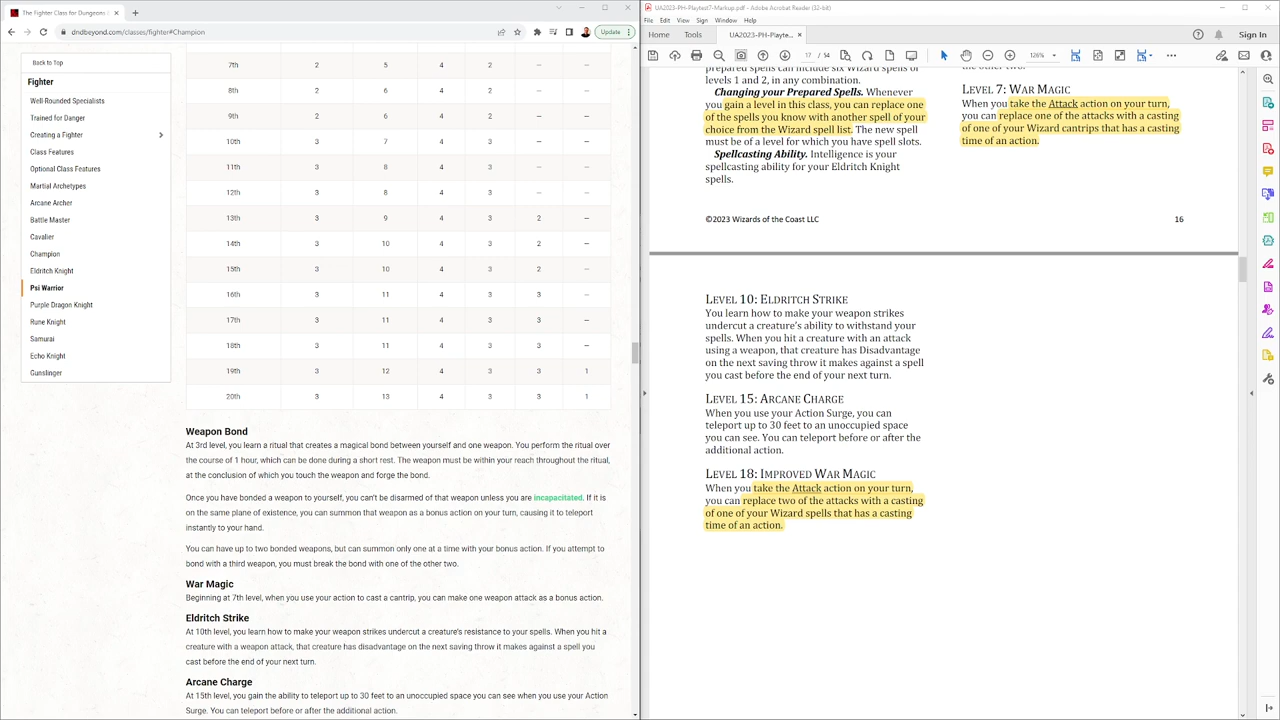 The Fighter Class for Dungeons
dndbeyond.com/classes/fighter#Champion
Update
Back to Top
Fighter
Well-Rounded Specialists
Trained for Danger
Creating a Fighter
Class Features
Optional Class Features
Martial Archetypes
Arcane Archer
Battle Master
Cavalier
Champion
Eldritch Knight
Psi Warrior
Purple Dragon Knight
Rune Knight
Samurai
Echo Knight
Gunslinger
7th 2 5 4 2 — —
8th 2 6 4 2 — —
9th 2 6 4 2 — —
10th 3 7 4 3 — —
11th 3 8 4 3 — —
12th 3 8 4 3 — —
13th 3 9 4 3 2 —
14th 3 10 4 3 2 —
15th 3 10 4 3 2 —
16th 3 11 4 3 3 —
17th 3 11 4 3 3 —
18th 3 11 4 3 3 —
19th 3 12 4 3 3 1
20th 3 13 4 3 3 1
Weapon Bond
At 3rd level, you learn a ritual that creates a magical bond between yourself and one weapon. You perform the ritual over
the course of 1 hour, which can be done during a short rest. The weapon must be within your reach throughout the ritual,
at the conclusion of which you touch the weapon and forge the bond.
Once you have bonded a weapon to yourself, you can't be disarmed of that weapon unless you are incapacitated. If it is
on the same plane of existence, you can summon that weapon as a bonus action on your turn, causing it to teleport
instantly to your hand.
You can have up to two bonded weapons, but can summon only one at a time with your bonus action. If you attempt to
bond with a third weapon, you must break the bond with one of the other two.
War Magic
Beginning at 7th level, when you use your action to cast a cantrip, you can make one weapon attack as a bonus action.
Eldritch Strike
At 10th level, you learn how to make your weapon strikes undercut a creature's resistance to your spells. When you hit a
creature with a weapon attack, that creature has disadvantage on the next saving throw it makes against a spell you
cast before the end of your next turn.
Arcane Charge
At 15th level, you gain the ability to teleport up to 30 feet to an unoccupied space you can see when you use your Action
Surge. You can teleport before or after the additional action.
UA2023-PH-Playtest7-Markup.pdf - Adobe Acrobat Reader (32-bit)
File Edit View Sign Window Help
Home Tools UA2023-PH-Playte... Sign In
17 / 54 126%
prepared spells can include six Wizard spells of
levels 1 and 2, in any combination.
Changing your Prepared Spells. Whenever
you gain a level in this class, you can replace one
of the spells you know with another spell of your
choice from the Wizard spell list. The new spell
must be of a level for which you have spell slots.
Spellcasting Ability. Intelligence is your
spellcasting ability for your Eldritch Knight
spells.
the other two.
LEVEL 7: WAR MAGIC
When you take the Attack action on your turn,
you can replace one of the attacks with a casting
of one of your Wizard cantrips that has a casting
time of an action.
©2023 Wizards of the Coast LLC 16
LEVEL 10: ELDRITCH STRIKE
You learn how to make your weapon strikes
undercut a creature's ability to withstand your
spells. When you hit a creature with an attack
using a weapon, that creature has Disadvantage
on the next saving throw it makes against a spell
you cast before the end of your next turn.
LEVEL 15: ARCANE CHARGE
When you use your Action Surge, you can
teleport up to 30 feet to an unoccupied space
you can see. You can teleport before or after the
additional action.
LEVEL 18: IMPROVED WAR MAGIC
When you take the Attack action on your turn,
you can replace two of the attacks with a casting
of one of your Wizard spells that has a casting
time of an action.